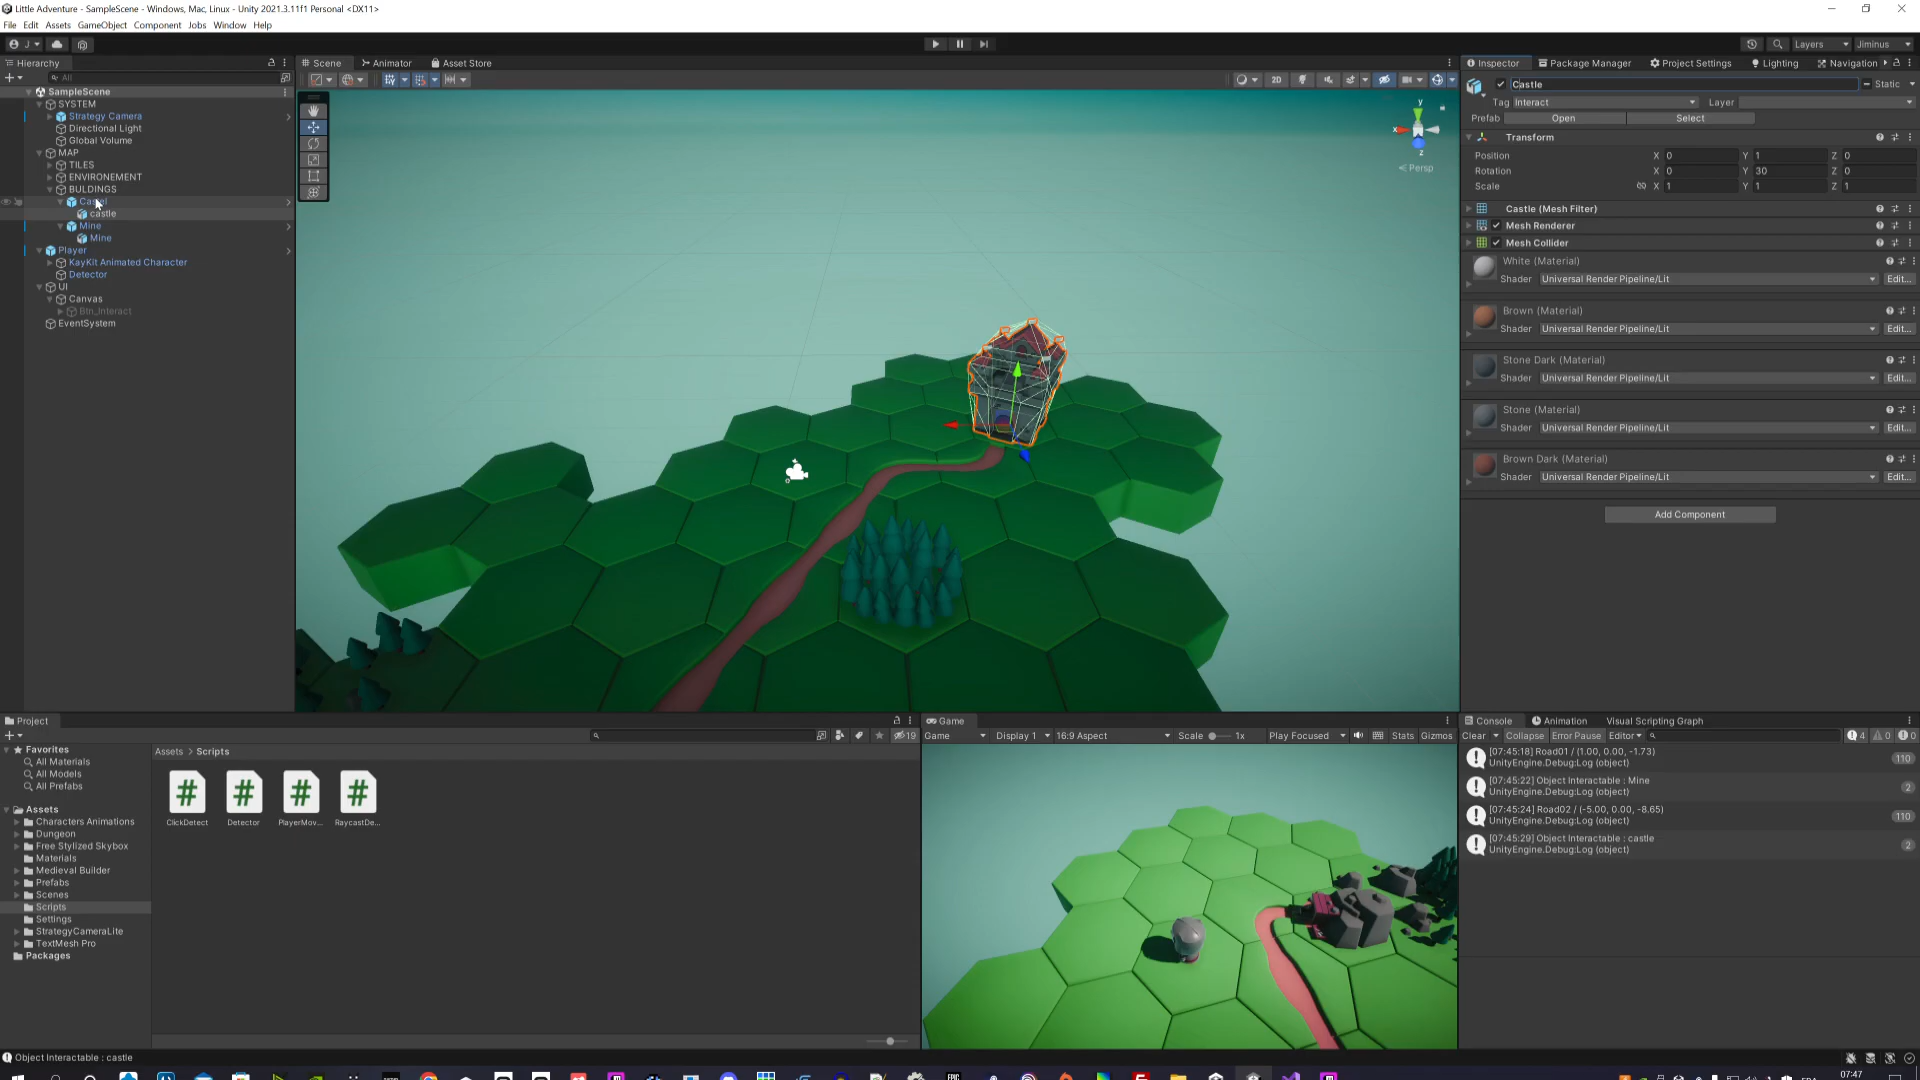 Little Adventure - SampleScene - Windows, Mac, Linux - Unity 2021.3.11f1 Personal <DX11>
File Edit Assets GameObject Component Jobs Window Help
J Layers Jiminus
Hierarchy
All
SampleScene
SYSTEM
Strategy Camera
Directional Light
Global Volume
MAP
TILES
ENVIRONEMENT
BULDINGS
castle
Mine
Mine
Player
KayKit Animated Character
Detector
UI
Canvas
Btn_Interact
EventSystem
Scene Animator Asset Store
2D
y
x
z
Persp
Inspector Package Manager Project Settings Lighting Navigation
Castle Static
Tag Interact Layer
Prefab Open Select
Transform
Position X 0 Y 1 Z 0
Rotation X 0 Y 30 Z 0
Scale X 1 Y 1 Z 1
Castle (Mesh Filter)
Mesh Renderer
Mesh Collider
White (Material)
Shader Universal Render Pipeline/Lit Edit...
Brown (Material)
Shader Universal Render Pipeline/Lit Edit...
Stone Dark (Material)
Shader Universal Render Pipeline/Lit Edit...
Stone (Material)
Shader Universal Render Pipeline/Lit Edit...
Brown Dark (Material)
Shader Universal Render Pipeline/Lit Edit...
Add Component
Project
19
Favorites
All Materials
All Models
All Prefabs
Assets
Characters Animations
Dungeon
Free Stylized Skybox
Materials
Medieval Builder
Prefabs
Scenes
Scripts
Settings
StrategyCameraLite
TextMesh Pro
Packages
Assets Scripts
# # # #
ClickDetect Detector PlayerMov... RaycastDe...
Game
Game Display 1 16:9 Aspect Scale 1x Play Focused Stats Gizmos
Console Animation Visual Scripting Graph
Clear Collapse Error Pause Editor 4 0 0
[07:45:18] Road01 / (1.00, 0.00, -1.73)
UnityEngine.Debug:Log (object)
110
[07:45:22] Object Interactable : Mine
UnityEngine.Debug:Log (object)
2
[07:45:24] Road02 / (-5.00, 0.00, -8.65)
UnityEngine.Debug:Log (object)
110
[07:45:29] Object Interactable : castle
UnityEngine.Debug:Log (object)
2
Object Interactable : castle
07:47